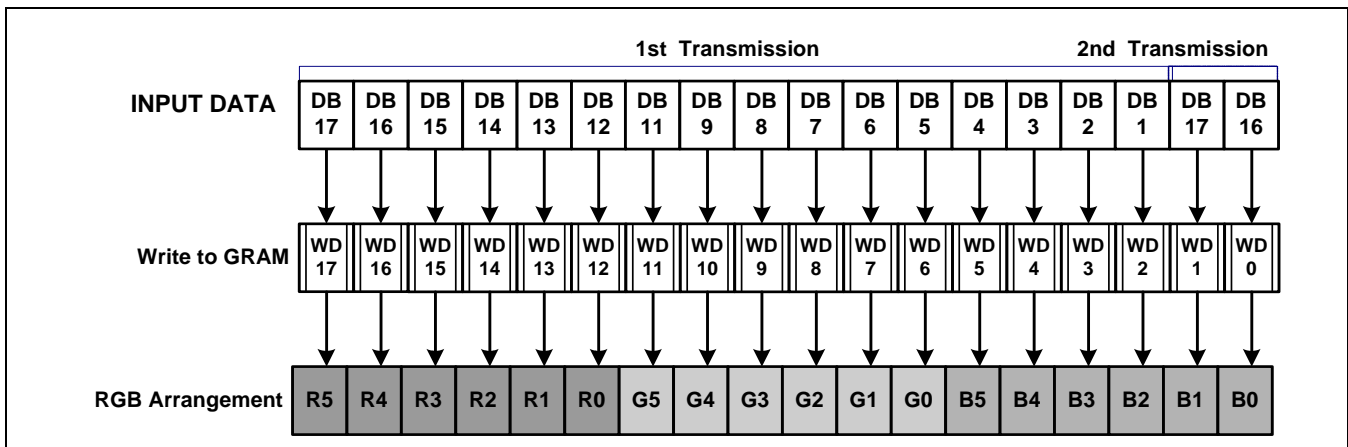 1st Transmission 2nd Transmission
INPUT DATA DB 17 DB 16 DB 15 DB 14 DB 13 DB 12 DB 11 DB 9 DB 8 DB 7 DB 6 DB 5 DB 4 DB 3 DB 2 DB 1 DB 17 DB 16
Write to GRAM WD 17 WD 16 WD 15 WD 14 WD 13 WD 12 WD 11 WD 10 WD 9 WD 8 WD 7 WD 6 WD 5 WD 4 WD 3 WD 2 WD 1 WD 0
RGB Arrangement R5 R4 R3 R2 R1 R0 G5 G4 G3 G2 G1 G0 B5 B4 B3 B2 B1 B0